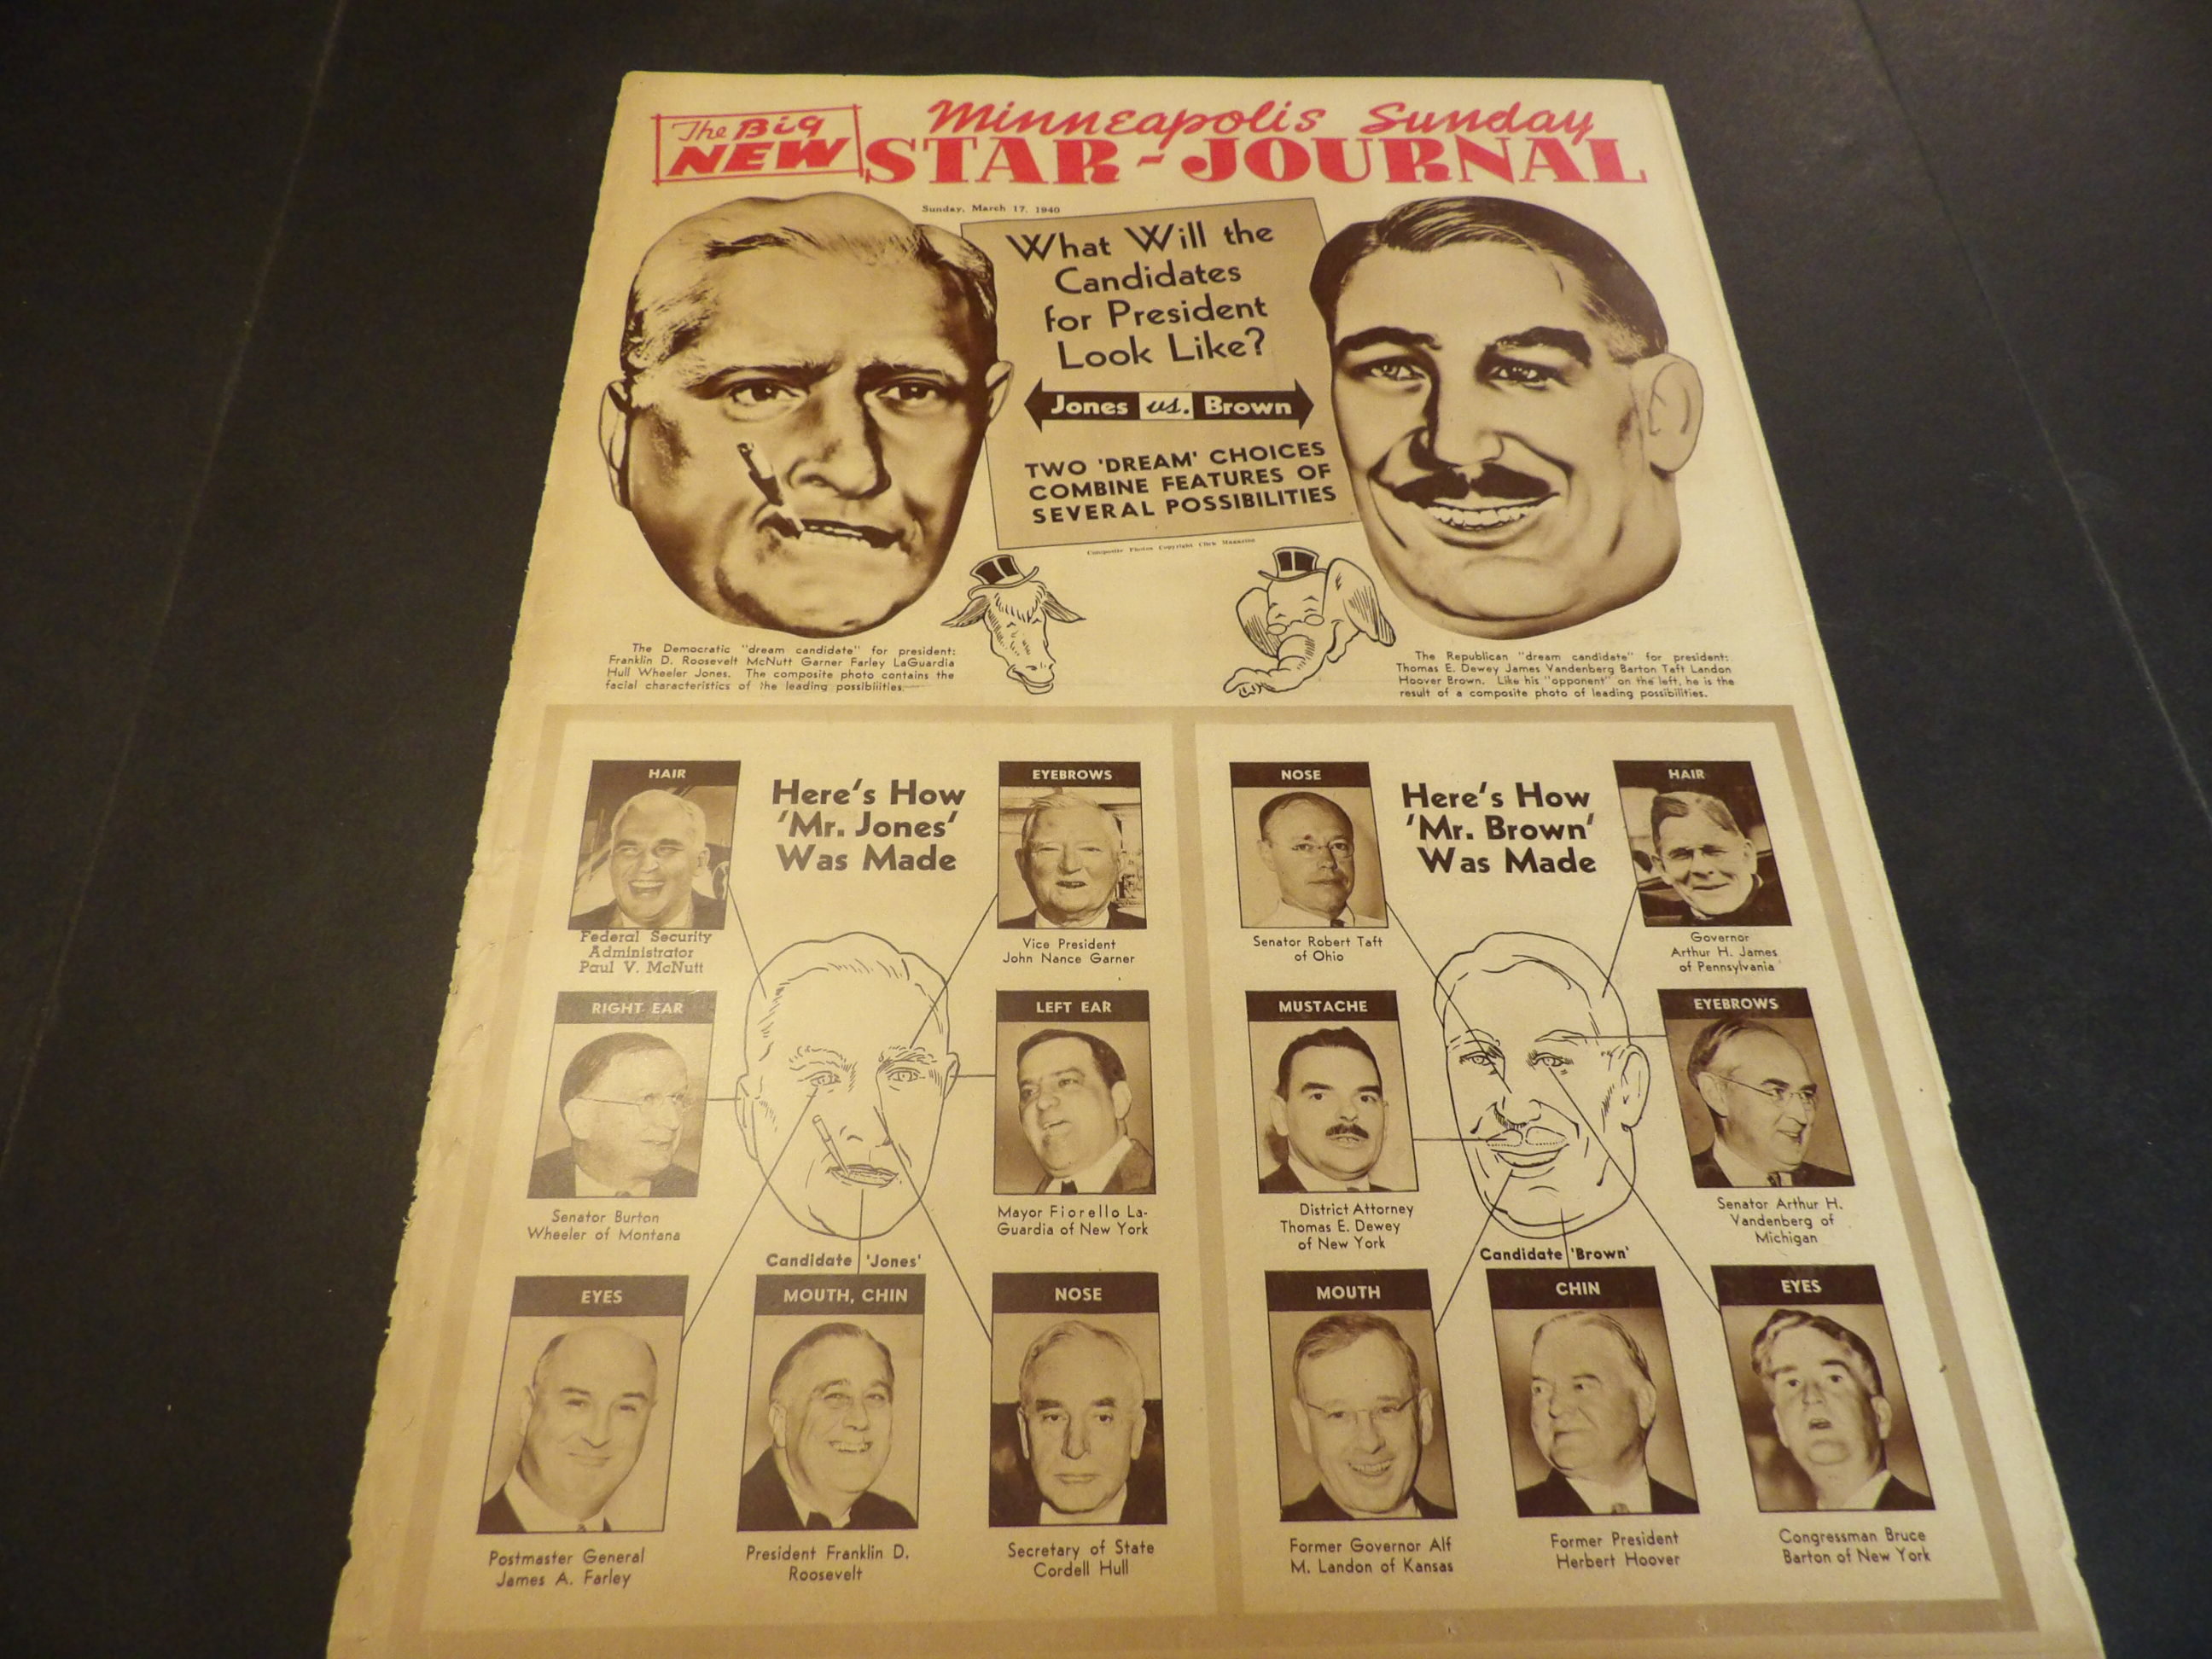 The Big
NEW
Minneapolis Sunday
STAR-JOURNAL
Sunday, March 17, 1940
What Will the
Candidates
for President
Look Like?
Jones vs. Brown
TWO 'DREAM' CHOICES
COMBINE FEATURES OF
SEVERAL POSSIBILITIES
Composite Photos Copyright Click Magazine
The Democratic "dream candidate" for president:
Franklin D. Roosevelt McNutt Garner Farley LaGuardia
Hull Wheeler Jones. The composite photo contains the
facial characteristics of the leading possibilities.
The Republican "dream candidate" for president:
Thomas E. Dewey James Vandenberg Barton Taft Landon
Hoover Brown. Like his "opponent" on the left, he is the
result of a composite photo of leading possibilities.
HAIR
Federal Security
Administrator
Paul V. McNutt
Here's How
'Mr. Jones'
Was Made
EYEBROWS
Vice President
John Nance Garner
RIGHT EAR
Senator Burton
Wheeler of Montana
LEFT EAR
Mayor Fiorello La-
Guardia of New York
Candidate 'Jones'
EYES
Postmaster General
James A. Farley
MOUTH, CHIN
President Franklin D.
Roosevelt
NOSE
Secretary of State
Cordell Hull
NOSE
Senator Robert Taft
of Ohio
Here's How
'Mr. Brown'
Was Made
HAIR
Governor
Arthur H. James
of Pennsylvania
MUSTACHE
District Attorney
Thomas E. Dewey
of New York
EYEBROWS
Senator Arthur H.
Vandenberg of
Michigan
Candidate 'Brown'
MOUTH
Former Governor Alf
M. Landon of Kansas
CHIN
Former President
Herbert Hoover
EYES
Congressman Bruce
Barton of New York